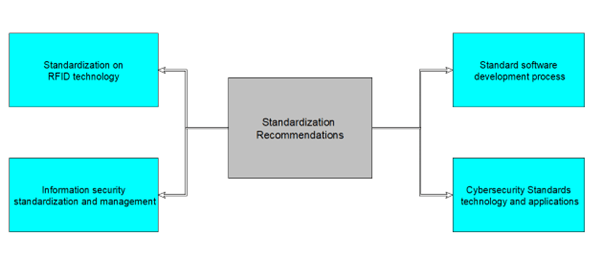 Standardization on
RFID technology
Standard software
development process
Standardization
Recommendations
Information security
standardization and management
Cybersecurity Standards
technology and applications